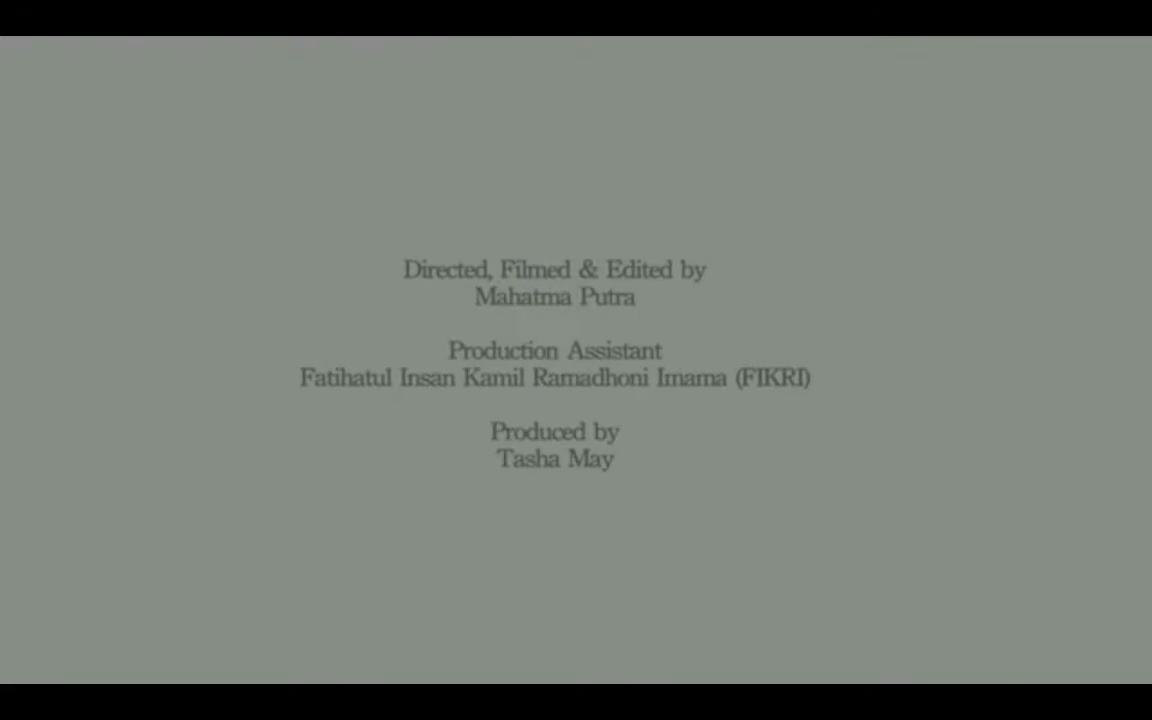 Directed, Filmed & Edited by
Mahatma Putra
Production Assistant
Fatihatul Insan Kamil Ramadhoni Imama (FIKRI)
Produced by
Tasha May